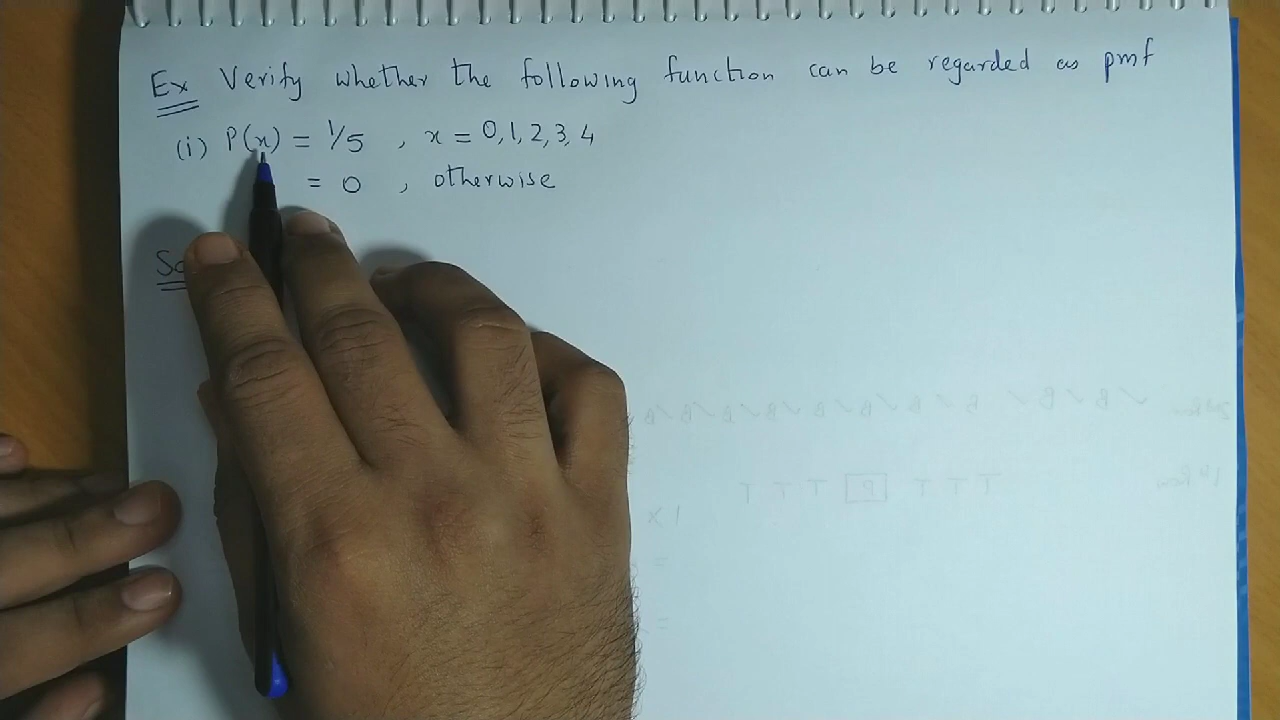 Ex Verify whether the following function can be regarded as pmf
(i) P(x) = 1/5 , x = 0, 1, 2, 3, 4
= 0 , otherwise